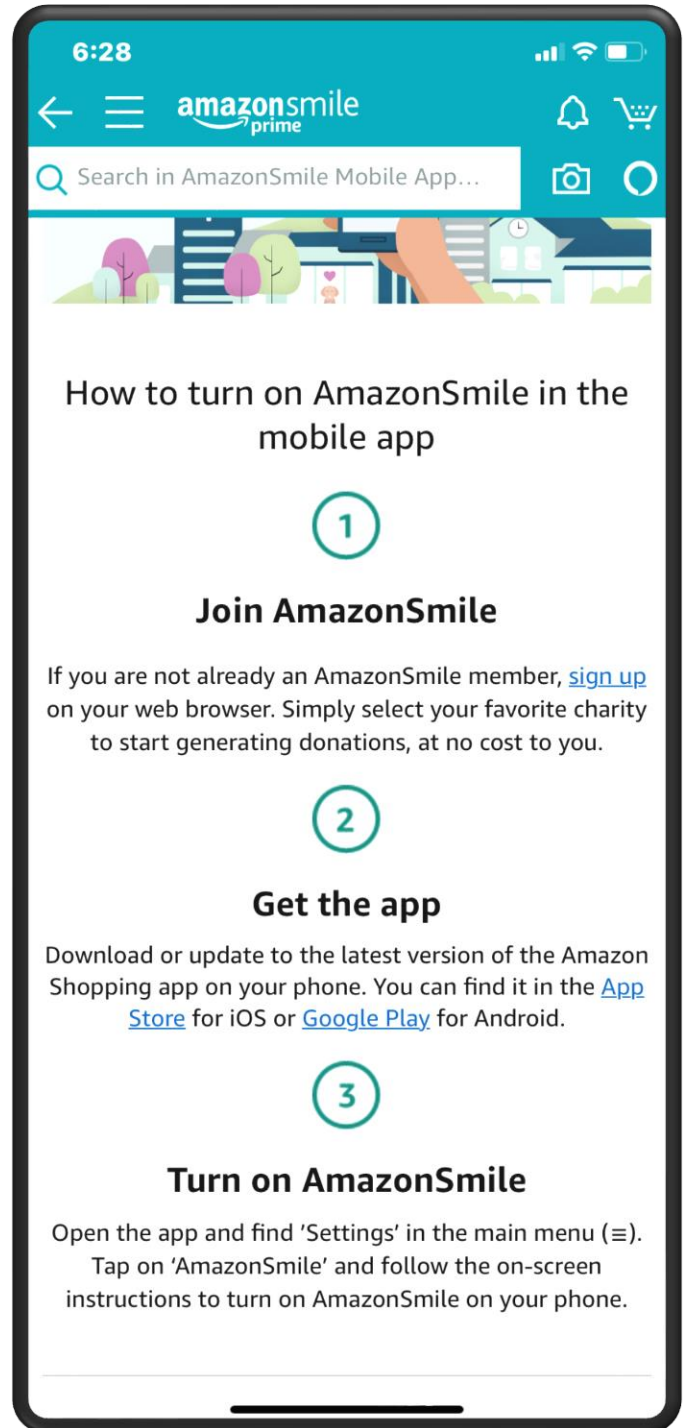 6:28
amazonsmile
prime
Search in AmazonSmile Mobile App...
How to turn on AmazonSmile in the
mobile app
1
Join AmazonSmile
If you are not already an AmazonSmile member, sign up
on your web browser. Simply select your favorite charity
to start generating donations, at no cost to you.
2
Get the app
Download or update to the latest version of the Amazon
Shopping app on your phone. You can find it in the App
Store for iOS or Google Play for Android.
3
Turn on AmazonSmile
Open the app and find 'Settings' in the main menu (≡).
Tap on 'AmazonSmile' and follow the on-screen
instructions to turn on AmazonSmile on your phone.